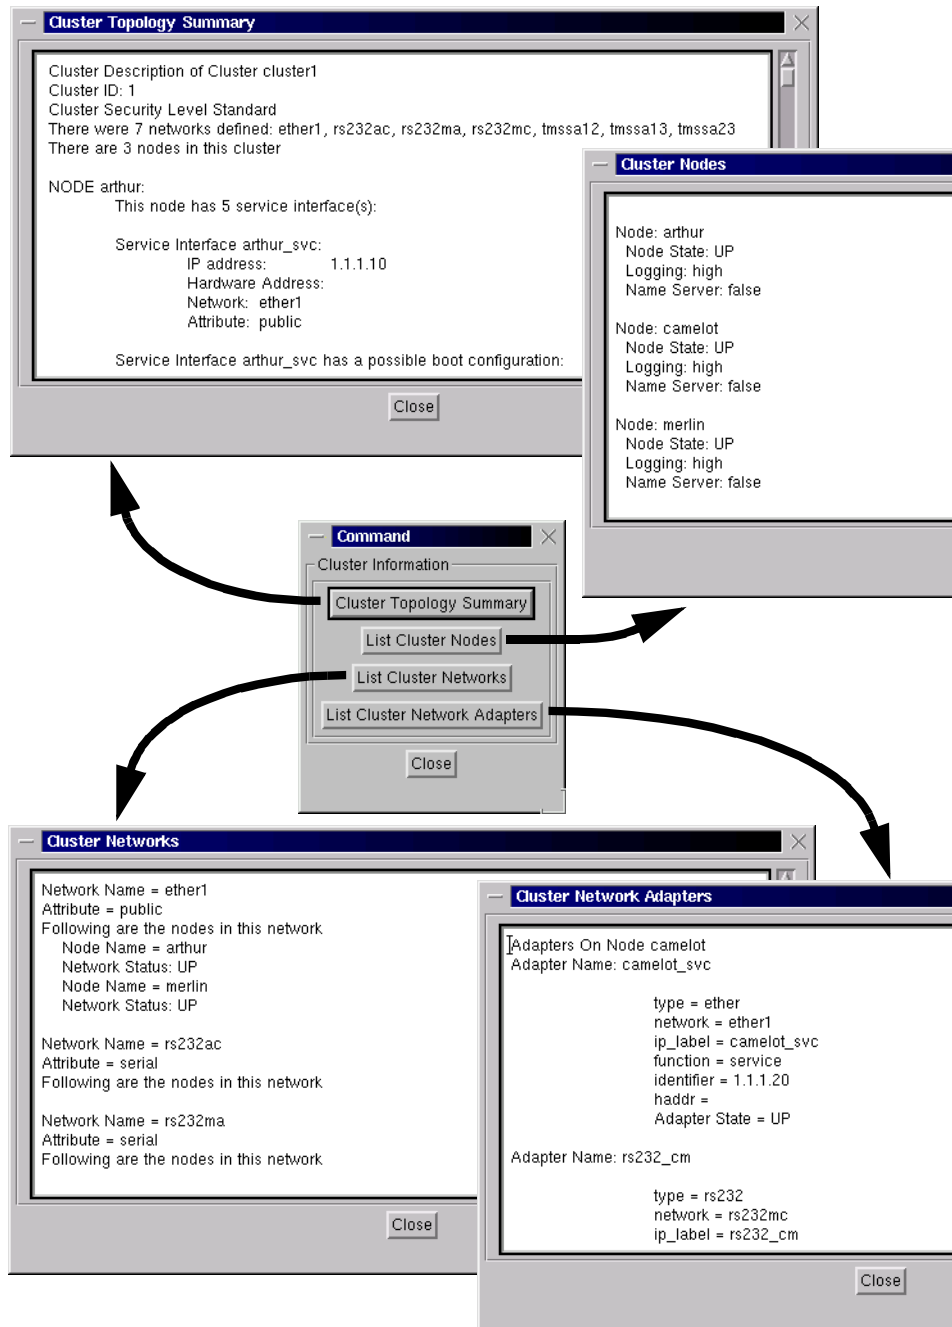 Cluster Topology Summary
Cluster Description of Cluster cluster1
Cluster ID: 1
Cluster Security Level Standard
There were 7 networks defined: ether1, rs232ac, rs232ma, rs232mc, tmssa12, tmssa13, tmssa23
There are 3 nodes in this cluster
NODE arthur:
This node has 5 service interface(s):
Service Interface arthur_svc:
IP address: 1.1.1.10
Hardware Address:
Network: ether1
Attribute: public
Service Interface arthur_svc has a possible boot configuration:
Close
Cluster Nodes
Node: arthur
Node State: UP
Logging: high
Name Server: false
Node: camelot
Node State: UP
Logging: high
Name Server: false
Node: merlin
Node State: UP
Logging: high
Name Server: false
Command
Cluster Information
Cluster Topology Summary
List Cluster Nodes
List Cluster Networks
List Cluster Network Adapters
Close
Cluster Networks
Network Name = ether1
Attribute = public
Following are the nodes in this network
Node Name = arthur
Network Status: UP
Node Name = merlin
Network Status: UP
Network Name = rs232ac
Attribute = serial
Following are the nodes in this network
Network Name = rs232ma
Attribute = serial
Following are the nodes in this network
Close
Cluster Network Adapters
Adapters On Node camelot
Adapter Name: camelot_svc
type = ether
network = ether1
ip_label = camelot_svc
function = service
identifier = 1.1.1.20
haddr =
Adapter State = UP
Adapter Name: rs232_cm
type = rs232
network = rs232mc
ip_label = rs232_cm
Close